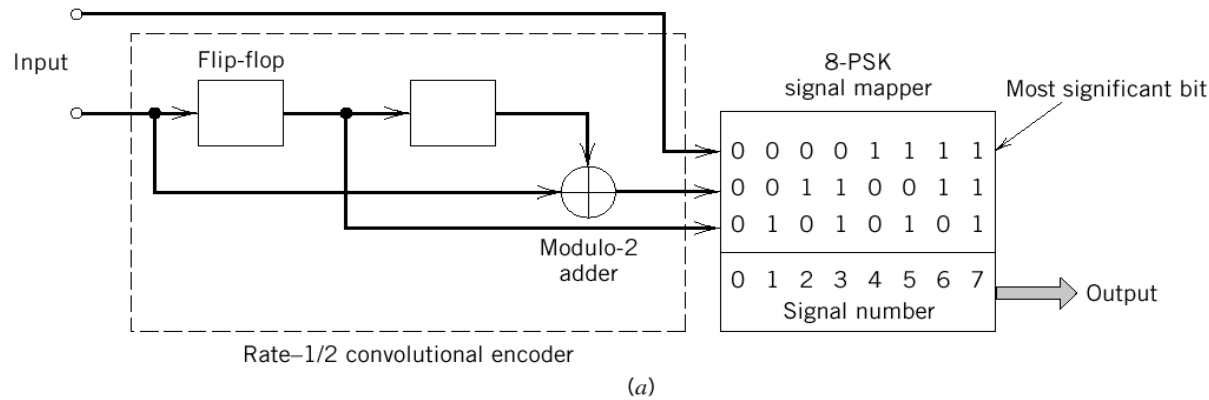 Input
Flip-flop
8-PSK
signal mapper
Most significant bit
0 0 0 0 1 1 1 1
0 0 1 1 0 0 1 1
0 1 0 1 0 1 0 1
Modulo-2
adder
0 1 2 3 4 5 6 7
Signal number
Output
Rate–1/2 convolutional encoder
(a)